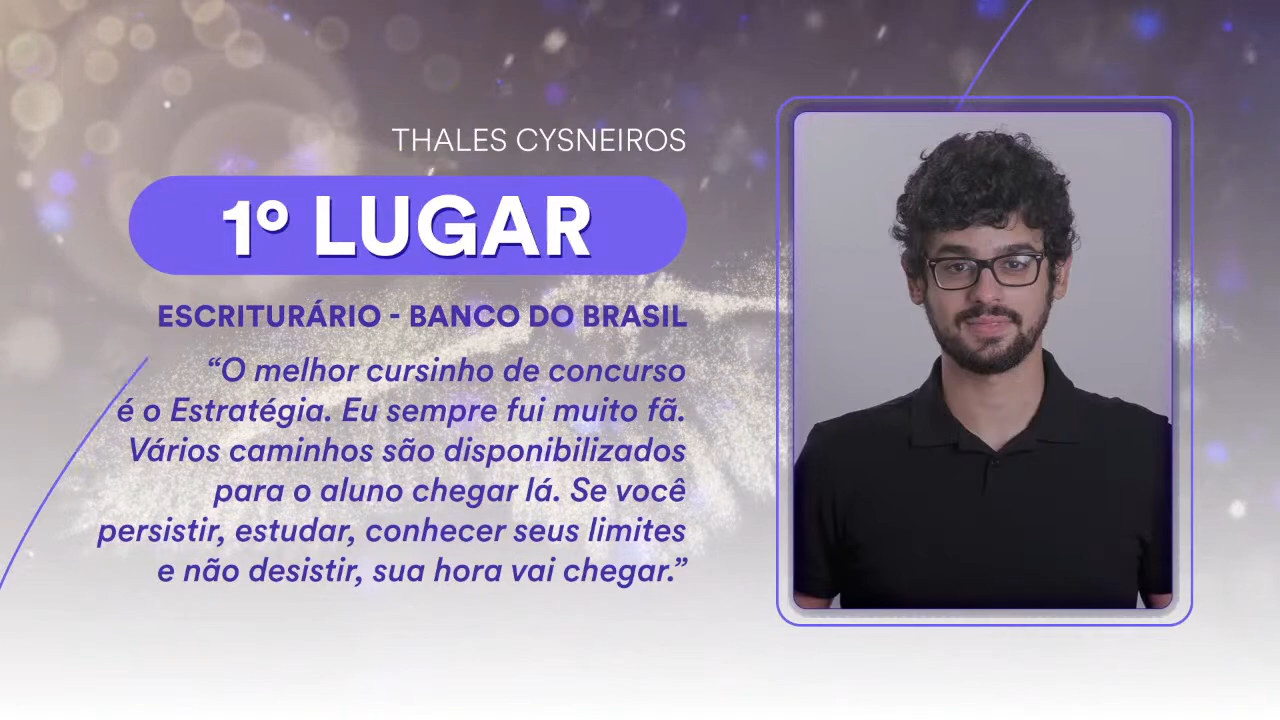 THALES CYSNEIROS
1º LUGAR
ESCRITURÁRIO - BANCO DO BRASIL
“O melhor cursinho de concurso
é o Estratégia. Eu sempre fui muito fã.
Vários caminhos são disponibilizados
para o aluno chegar lá. Se você
persistir, estudar, conhecer seus limites
e não desistir, sua hora vai chegar.”